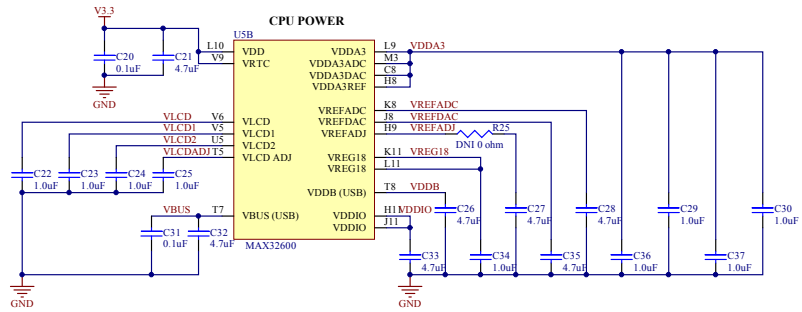 CPU POWER
V3.3
U5B
C20
0.1uF
C21
4.7uF
GND
L10
V9
VDD
VRTC
VDDA3
VDDA3ADC
VDDA3DAC
VDDA3REF
L9
M3
C8
H8
VDDA3
VREFADC
VREFDAC
VREFADJ
K8
J8
H9
VREFADC
VREFDAC
VREFADJ
R25
DNI 0 ohm
VLCD
VLCD1
VLCD2
VLCDADJ
V6
V5
U5
T5
VLCD
VLCD1
VLCD2
VLCD ADJ
VREG18
VREG18
K11
L11
VREG18
VDDB (USB)
T8
VDDB
VBUS
T7
VBUS (USB)
VDDIO
VDDIO
H11
J11
VDDIO
MAX32600
C22
1.0uF
C23
1.0uF
C24
1.0uF
C25
1.0uF
C31
0.1uF
C32
4.7uF
C26
4.7uF
C27
4.7uF
C28
4.7uF
C29
1.0uF
C30
1.0uF
C33
4.7uF
C34
1.0uF
C35
4.7uF
C36
1.0uF
C37
1.0uF
GND
GND